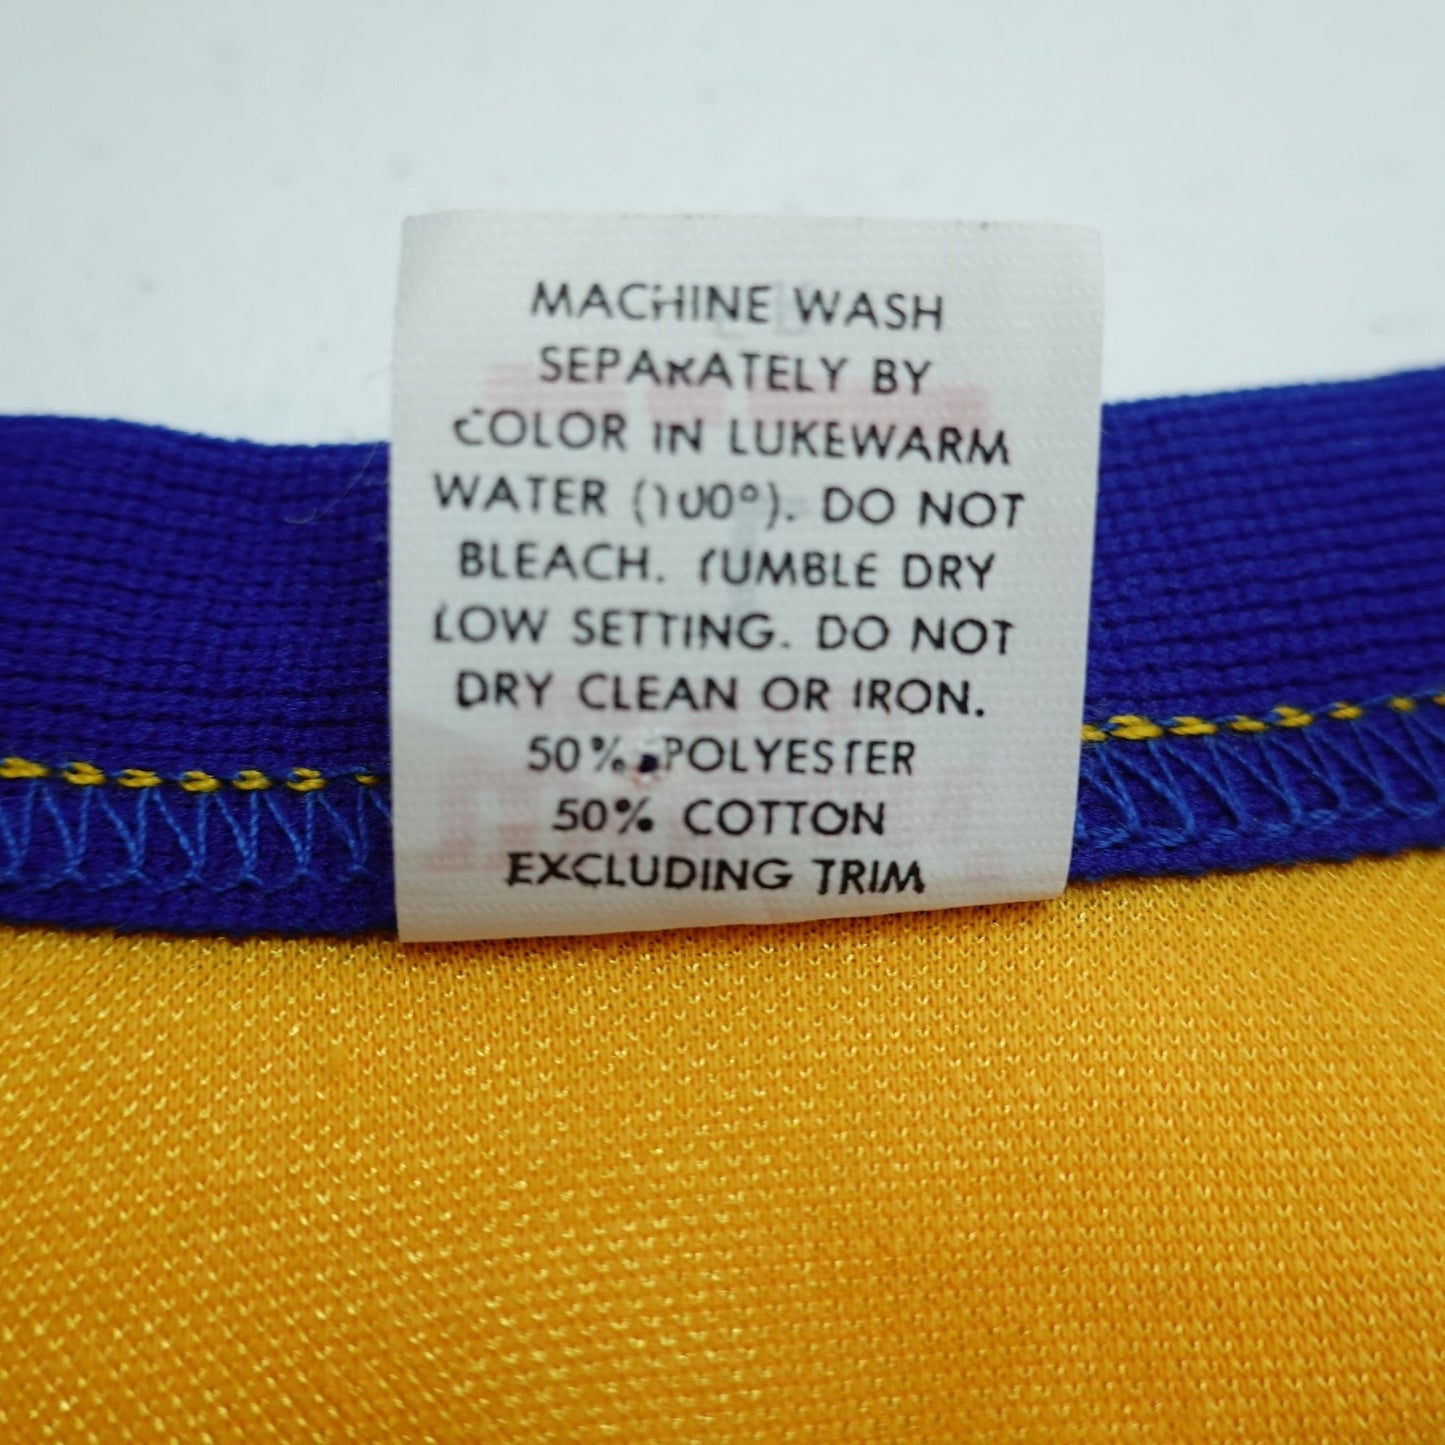 MACHINE WASH
SEPARATELY BY
COLOR IN LUKEWARM
WATER (100°). DO NOT
BLEACH. TUMBLE DRY
LOW SETTING. DO NOT
DRY CLEAN OR IRON.
50% POLYESTER
50% COTTON
EXCLUDING TRIM